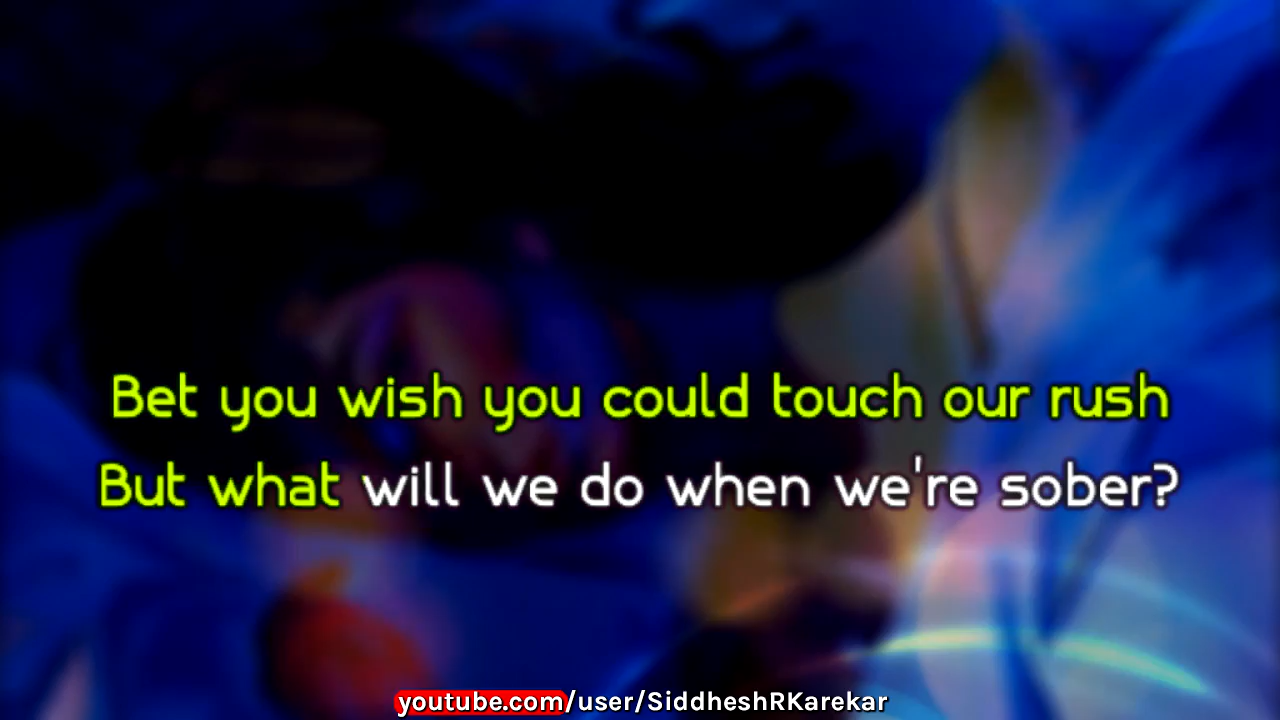 Bet you wish you could touch our rush
But what will we do when we're sober?
youtube.com/user/SiddheshRKarekar